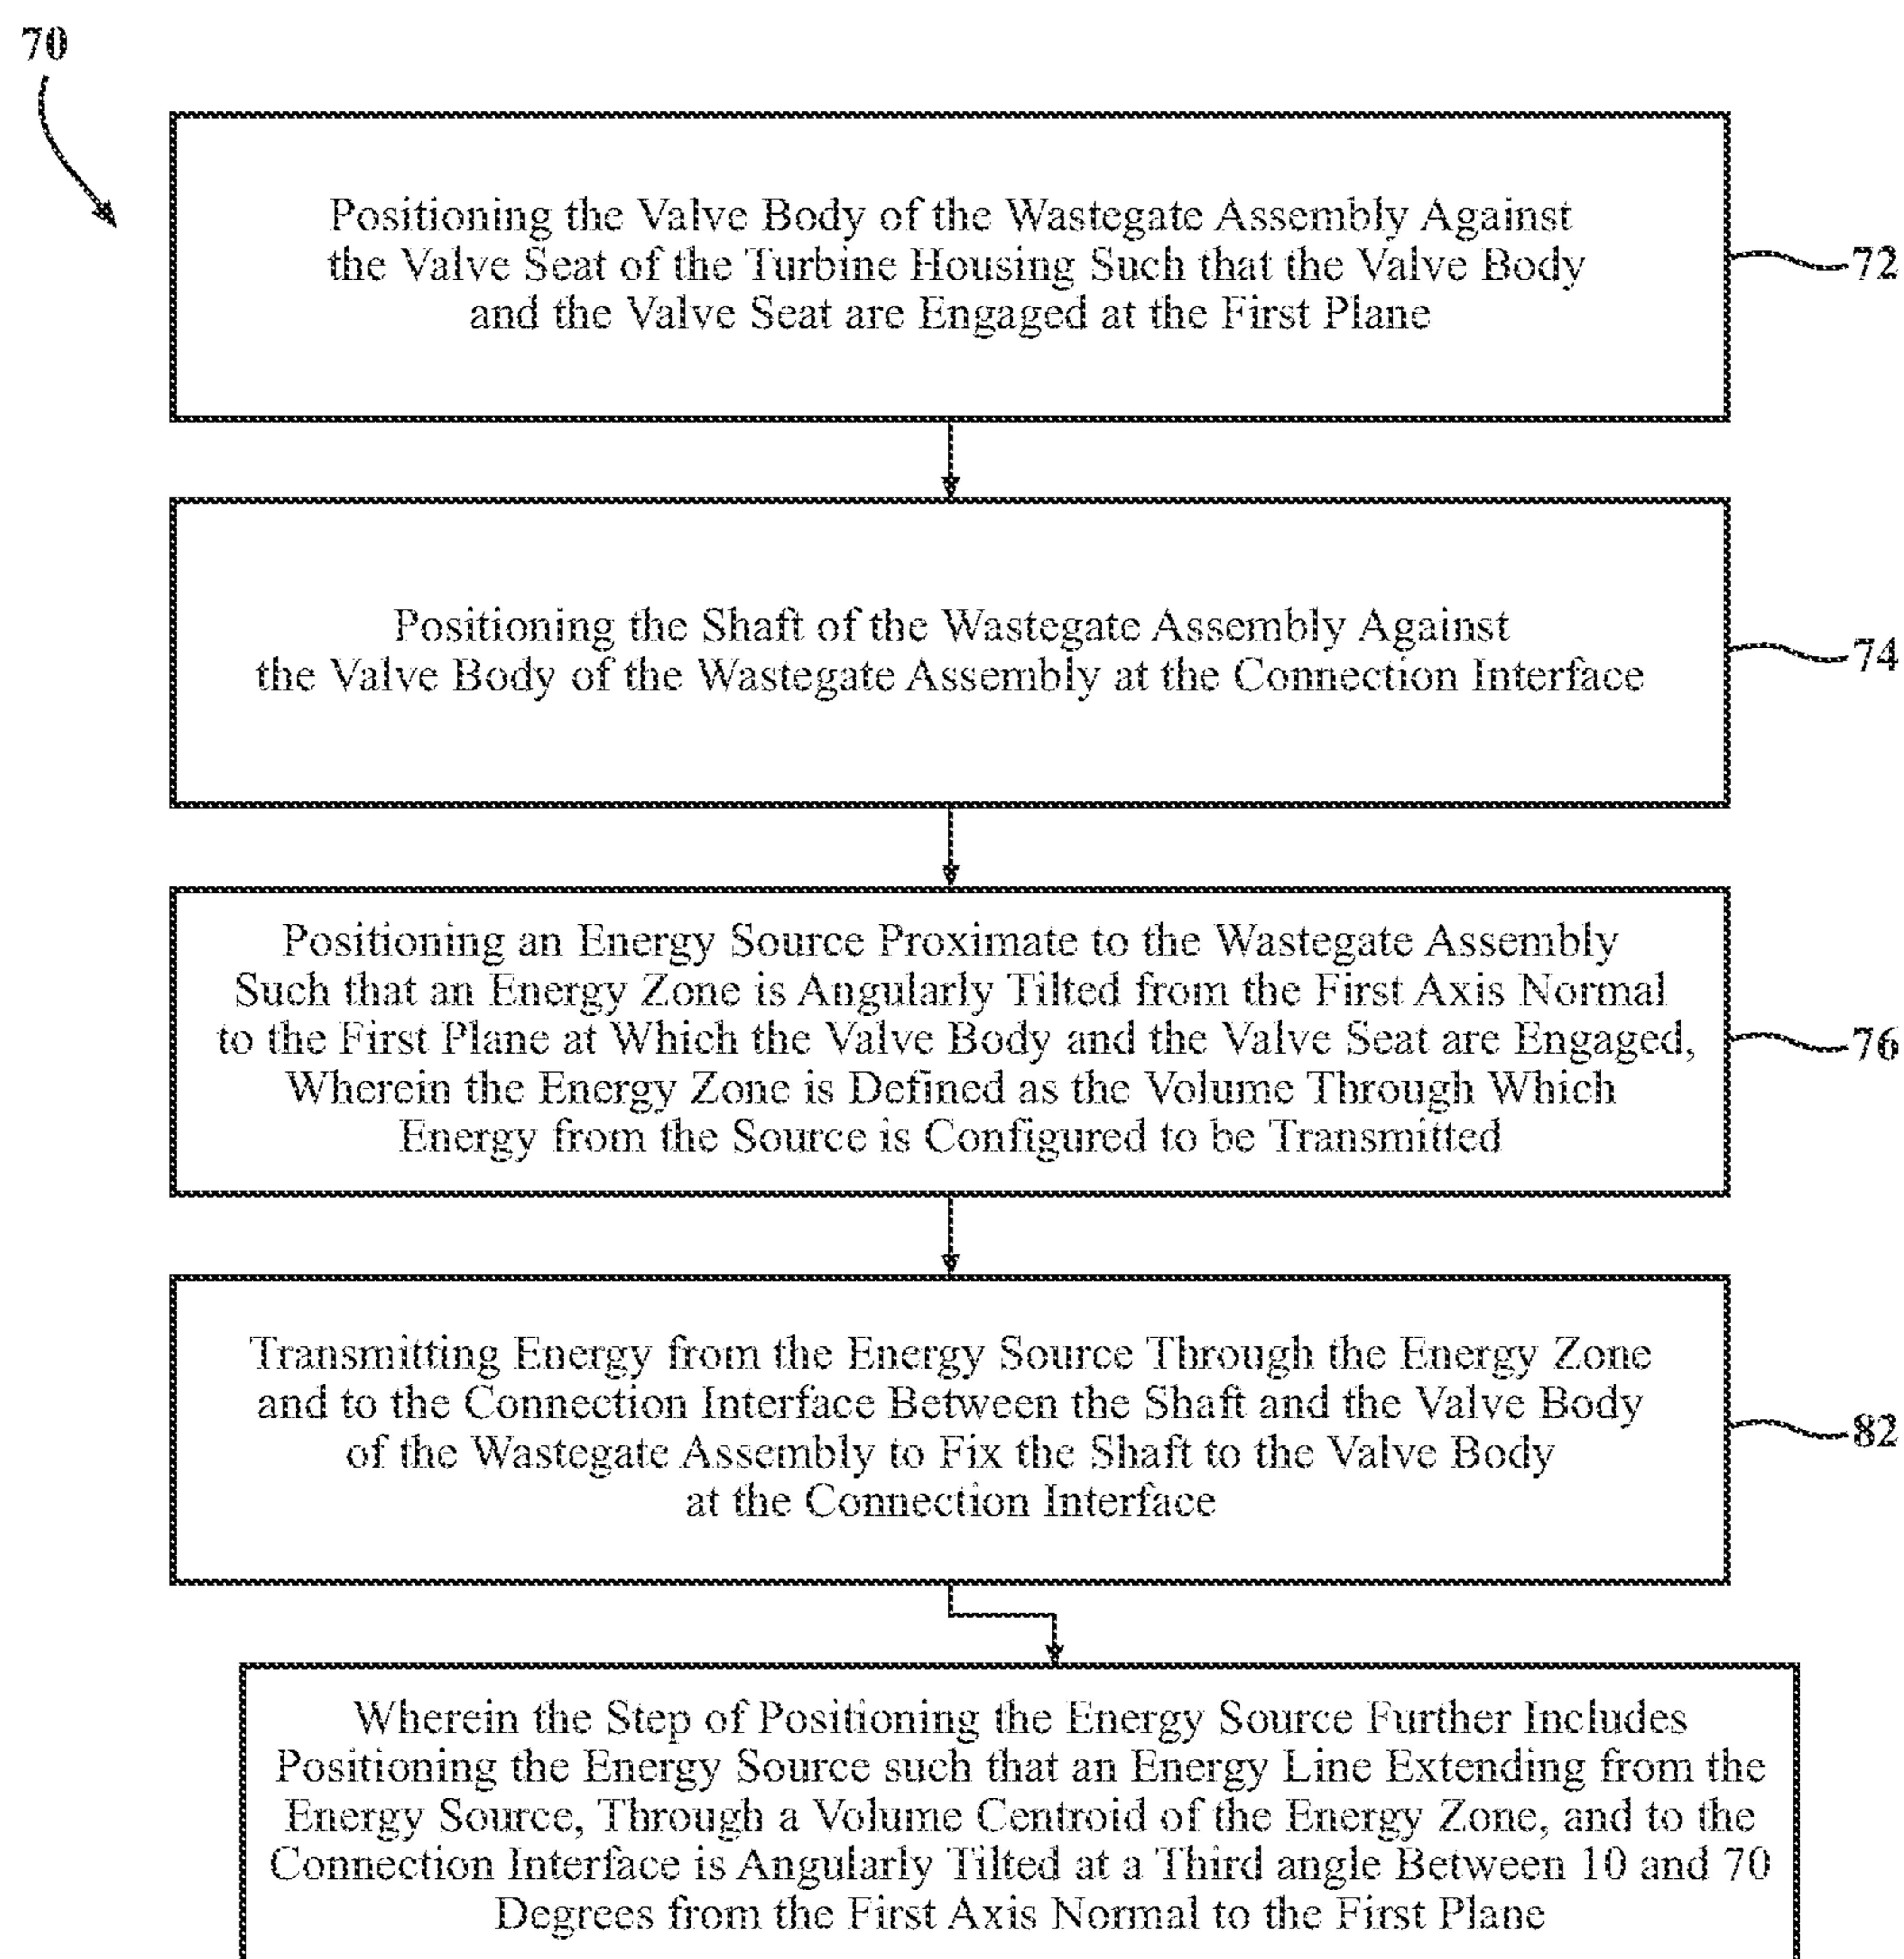 70
Positioning the Valve Body of the Wastegate Assembly Against
the Valve Seat of the Turbine Housing Such that the Valve Body
and the Valve Seat are Engaged at the First Plane
72
Positioning the Shaft of the Wastegate Assembly Against
the Valve Body of the Wastegate Assembly at the Connection Interface
74
Positioning an Energy Source Proximate to the Wastegate Assembly
Such that an Energy Zone is Angularly Tilted from the First Axis Normal
to the First Plane at Which the Valve Body and the Valve Seat are Engaged,
Wherein the Energy Zone is Defined as the Volume Through Which
Energy from the Source is Configured to be Transmitted
76
Transmitting Energy from the Energy Source Through the Energy Zone
and to the Connection Interface Between the Shaft and the Valve Body
of the Wastegate Assembly to Fix the Shaft to the Valve Body
at the Connection Interface
82
Wherein the Step of Positioning the Energy Source Further Includes
Positioning the Energy Source such that an Energy Line Extending from the
Energy Source, Through a Volume Centroid of the Energy Zone, and to the
Connection Interface is Angularly Tilted at a Third angle Between 10 and 70
Degrees from the First Axis Normal to the First Plane